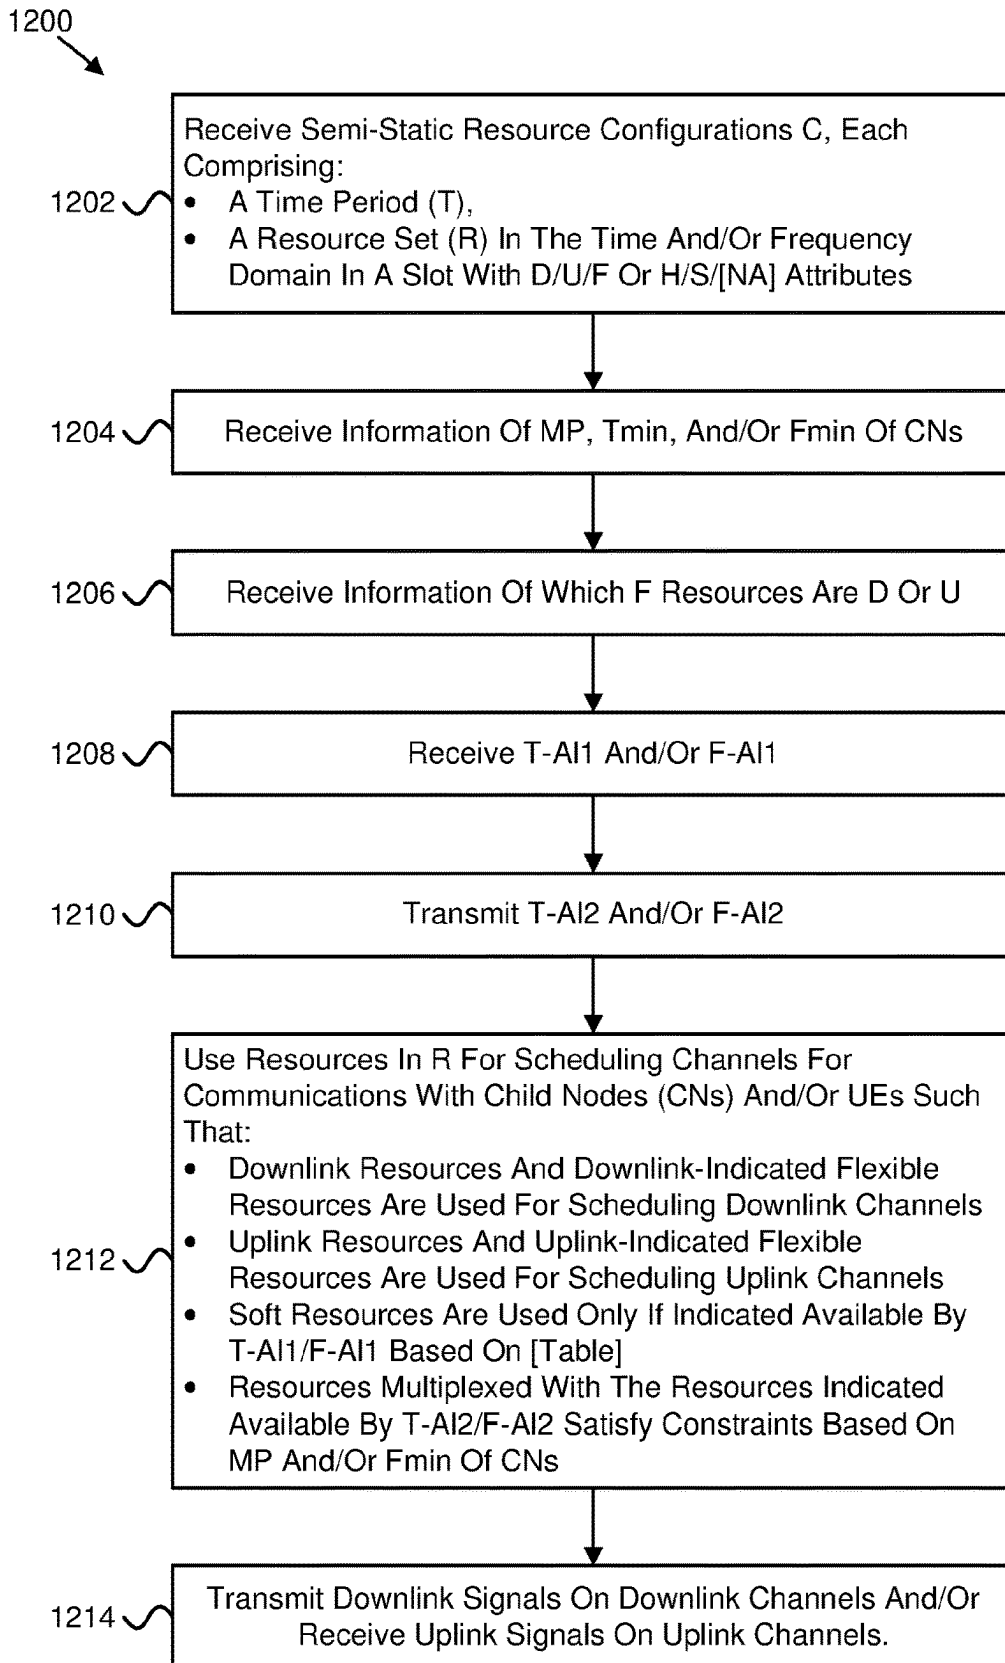 1200
Receive Semi-Static Resource Configurations C, Each
Comprising:
1202
• A Time Period (T),
• A Resource Set (R) In The Time And/Or Frequency
Domain In A Slot With D/U/F Or H/S/[NA] Attributes
1204
Receive Information Of MP, Tmin, And/Or Fmin Of CNs
1206
Receive Information Of Which F Resources Are D Or U
1208
Receive T-AI1 And/Or F-AI1
1210
Transmit T-AI2 And/Or F-AI2
Use Resources In R For Scheduling Channels For
Communications With Child Nodes (CNs) And/Or UEs Such
That:
• Downlink Resources And Downlink-Indicated Flexible
Resources Are Used For Scheduling Downlink Channels
1212
• Uplink Resources And Uplink-Indicated Flexible
Resources Are Used For Scheduling Uplink Channels
• Soft Resources Are Used Only If Indicated Available By
T-AI1/F-AI1 Based On [Table]
• Resources Multiplexed With The Resources Indicated
Available By T-AI2/F-AI2 Satisfy Constraints Based On
MP And/Or Fmin Of CNs
1214
Transmit Downlink Signals On Downlink Channels And/Or
Receive Uplink Signals On Uplink Channels.